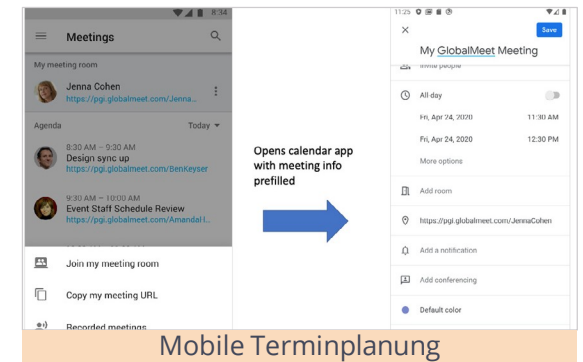 8:34
Meetings
My meeting room
Jenna Cohen
https://pgi.globalmeet.com/Jenna...
Agenda
Today
8:30 AM – 9:30 AM
Design sync up
https://pgi.globalmeet.com/BenKeyser
9:30 AM – 10:00 AM
Event Staff Schedule Review
https://pgi.globalmeet.com/Amandal l...
Join my meeting room
Copy my meeting URL
Recorded meetings
Opens calendar app
with meeting info
prefilled
11:25
Save
My GlobalMeet Meeting
Invite people
All-day
Fri, Apr 24, 2020 11:30 AM
Fri, Apr 24, 2020 12:30 PM
More options
Add room
https://pgi.globalmeet.com/JennaCohen
Add a notification
Add conferencing
Default color
Mobile Terminplanung